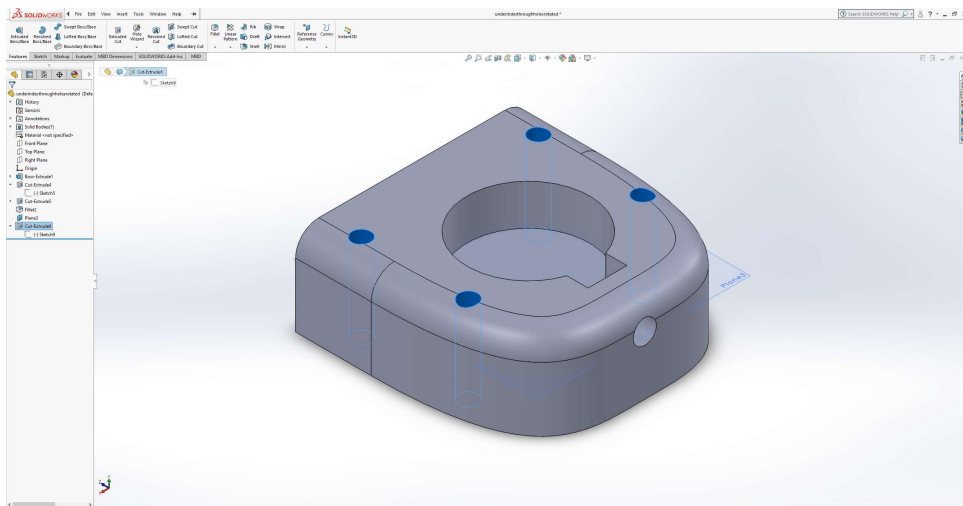 SOLIDWORKS File Edit View Insert Tools Window Help
underindexthroughholesrotated *
Search SOLIDWORKS Help
Extruded Boss/Base
Revolved Boss/Base
Swept Boss/Base
Lofted Boss/Base
Boundary Boss/Base
Extruded Cut
Hole Wizard
Revolved Cut
Swept Cut
Lofted Cut
Boundary Cut
Fillet
Linear Pattern
Rib
Draft
Shell
Wrap
Intersect
Mirror
Reference Geometry
Curves
Instant3D
Features Sketch Markup Evaluate MBD Dimensions SOLIDWORKS Add-Ins MBD
Cut-Extrude6
Sketch9
underindexthroughholesrotated (Defa
History
Sensors
Annotations
Solid Bodies(1)
Material <not specified>
Front Plane
Top Plane
Right Plane
Origin
Boss-Extrude1
Cut-Extrude4
(-) Sketch5
Cut-Extrude5
Fillet2
Plane3
Cut-Extrude6
(-) Sketch9
Plane3